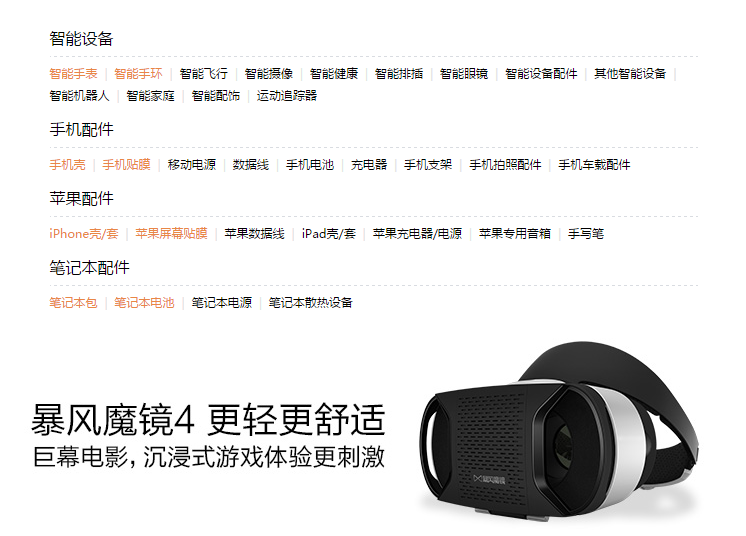 智能设备
智能手表 | 智能手环 | 智能飞行 | 智能摄像 | 智能健康 | 智能排插 | 智能眼镜 | 智能设备配件 | 其他智能设备 |
智能机器人 | 智能家庭 | 智能配饰 | 运动追踪器
手机配件
手机壳 | 手机贴膜 | 移动电源 | 数据线 | 手机电池 | 充电器 | 手机支架 | 手机拍照配件 | 手机车载配件
苹果配件
iPhone壳/套 | 苹果屏幕贴膜 | 苹果数据线 | iPad壳/套 | 苹果充电器/电源 | 苹果专用音箱 | 手写笔
笔记本配件
笔记本包 | 笔记本电池 | 笔记本电源 | 笔记本散热设备
暴风魔镜4 更轻更舒适
巨幕电影, 沉浸式游戏体验更刺激
暴风魔镜